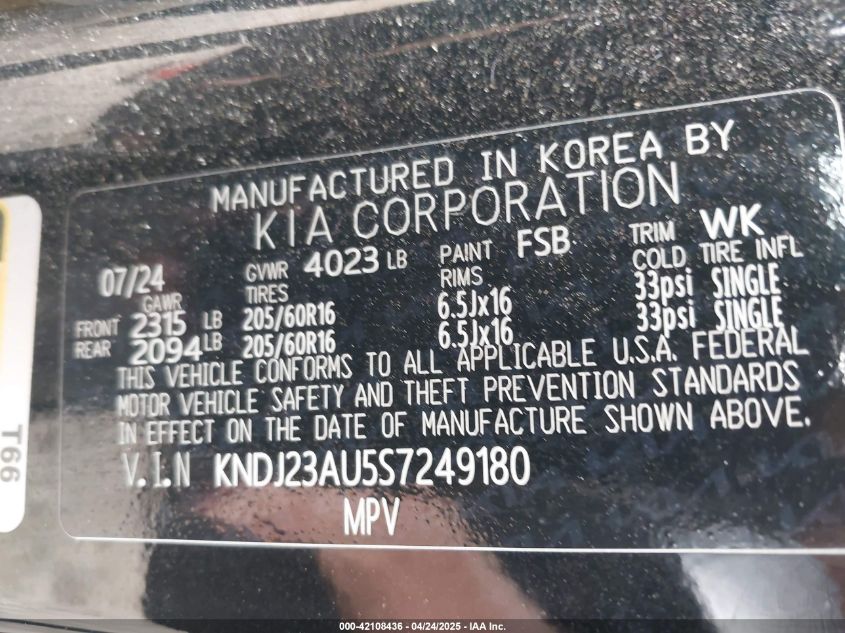 MANUFACTURED IN KOREA BY
KIA CORPORATION
07/24 GVWR 4023 LB PAINT FSB TRIM WK
GAWR TIRES RIMS COLD TIRE INFL
FRONT 2315 LB 205/60R16 6.5Jx16 33psi SINGLE
REAR 2094 LB 205/60R16 6.5Jx16 33psi SINGLE
THIS VEHICLE CONFORMS TO ALL APPLICABLE U.S.A. FEDERAL
MOTOR VEHICLE SAFETY AND THEFT PREVENTION STANDARDS
IN EFFECT ON THE DATE OF MANUFACTURE SHOWN ABOVE.
V.I.N KNDJ23AU5S7249180
MPV
T66
000-42108436 - 04/24/2025 - IAA Inc.